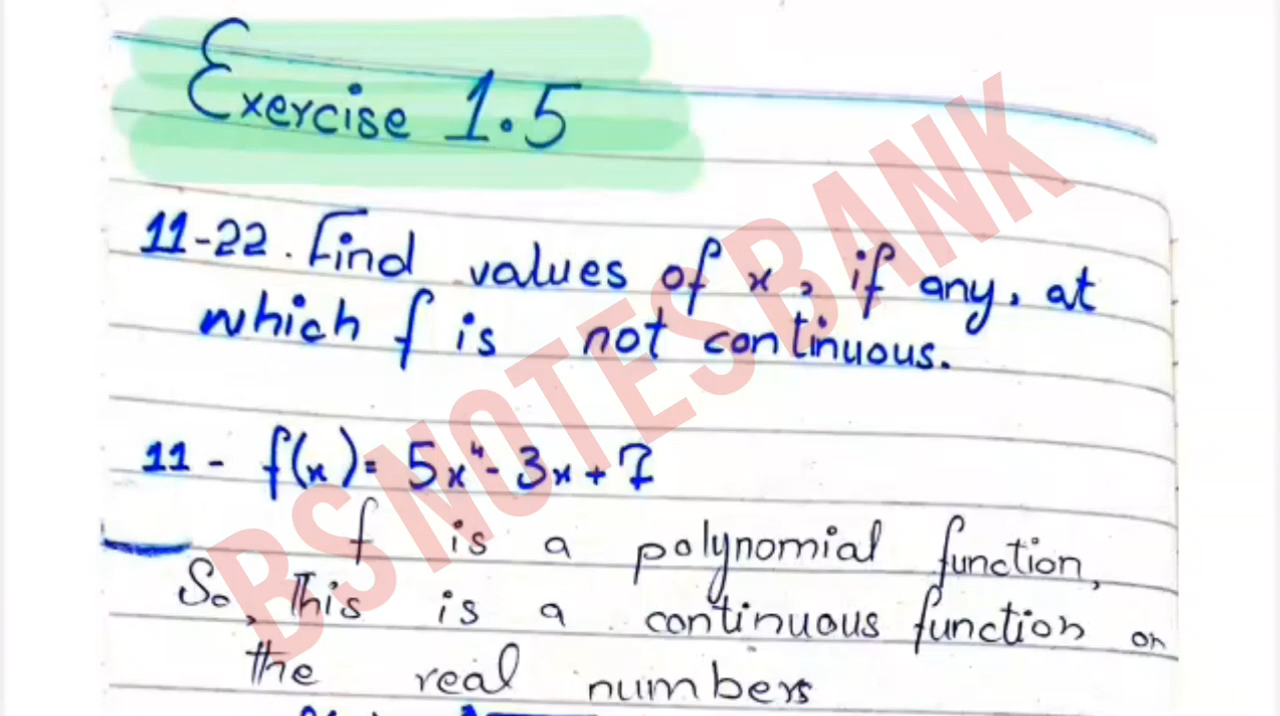 Exercise 1.5
11-22. Find values of x, if any, at
which f is not continuous.
11 - f(x) = 5x⁴ - 3x + 7
f is a polynomial function,
So, This is a continuous function on
the real numbers
BSNOTESBANK